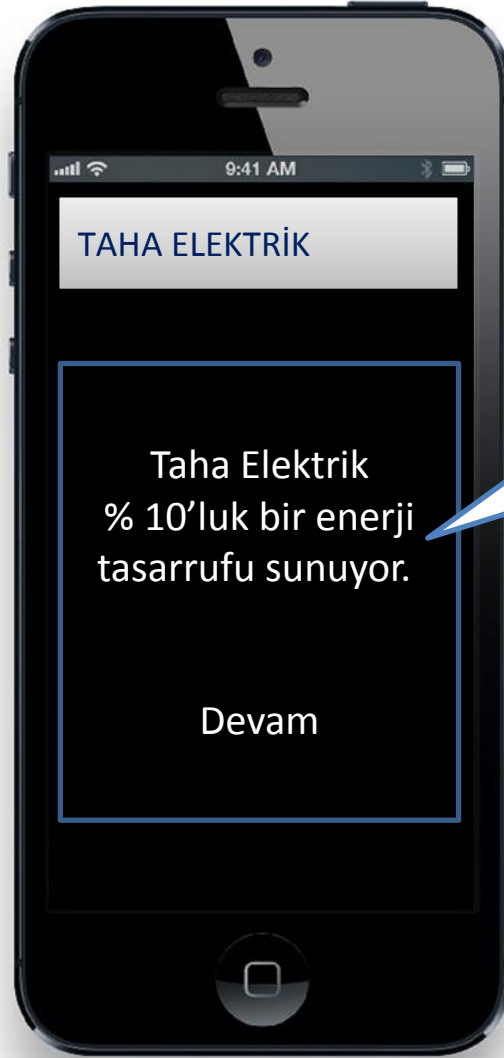 9:41 AM
TAHA ELEKTRİK
Taha Elektrik
% 10’luk bir enerji
tasarrufu sunuyor.
Devam